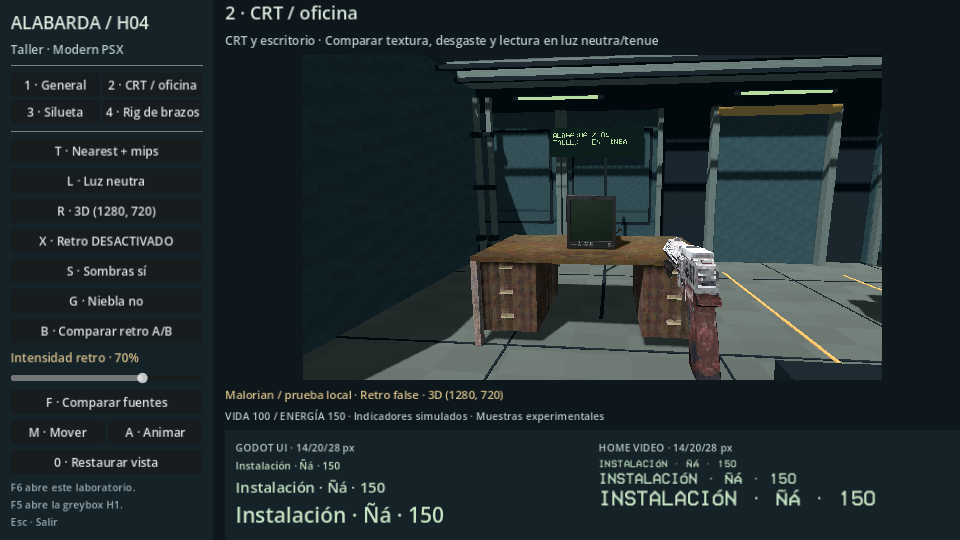 ALABARDA / H04
Taller · Modern PSX
1 · General
2 · CRT / oficina
3 · Silueta
4 · Rig de brazos
T · Nearest + mips
L · Luz neutra
R · 3D (1280, 720)
X · Retro DESACTIVADO
S · Sombras sí
G · Niebla no
B · Comparar retro A/B
Intensidad retro · 70%
F · Comparar fuentes
M · Mover
A · Animar
0 · Restaurar vista
F6 abre este laboratorio.
F5 abre la greybox H1.
Esc · Salir
2 · CRT / oficina
CRT y escritorio · Comparar textura, desgaste y lectura en luz neutra/tenue
Malorian / prueba local · Retro false · 3D (1280, 720)
VIDA 100 / ENERGÍA 150 · Indicadores simulados · Muestras experimentales
GODOT UI · 14/20/28 px
Instalación · Ñá · 150
Instalación · Ñá · 150
Instalación · Ñá · 150
HOME VIDEO · 14/20/28 px
INSTALACIóN · Ñá · 150
INSTALACIóN · Ñá · 150
INSTALACIóN · Ñá · 150